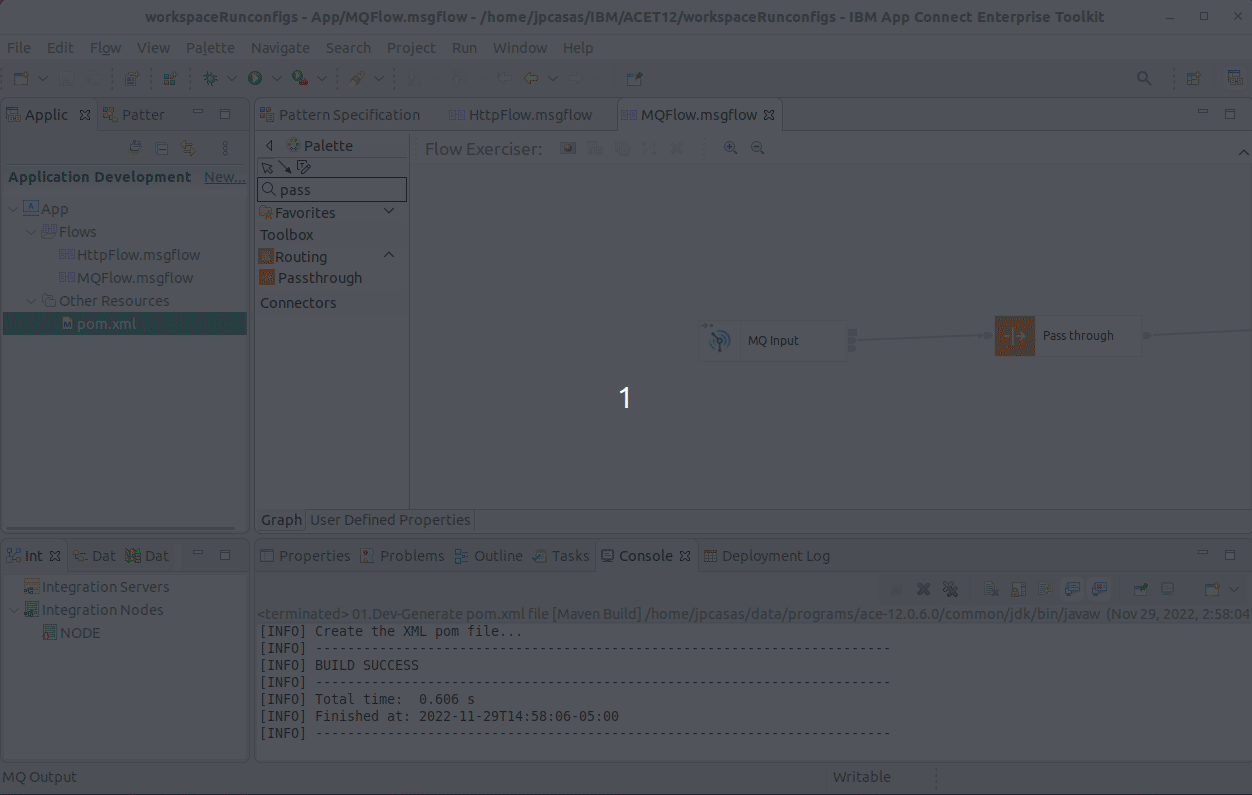 workspaceRunconfigs - App/MQFlow.msgflow - /home/jpcasas/IBM/ACET12/workspaceRunconfigs - IBM App Connect Enterprise Toolkit
File Edit Flow View Palette Navigate Search Project Run Window Help
Applic Patter
Application Development New...
App
Flows
HttpFlow.msgflow
MQFlow.msgflow
Other Resources
pom.xml
Pattern Specification HttpFlow.msgflow MQFlow.msgflow
Palette
pass
Favorites
Toolbox
Routing
Passthrough
Connectors
Flow Exerciser:
MQ Input
Pass through
1
Graph User Defined Properties
Int Dat Dat
Integration Servers
Integration Nodes
NODE
Properties Problems Outline Tasks Console Deployment Log
<terminated> 01.Dev-Generate pom.xml file [Maven Build] /home/jpcasas/data/programs/ace-12.0.6.0/common/jdk/bin/javaw (Nov 29, 2022, 2:58:04
[INFO] Create the XML pom file...
[INFO] ------------------------------------------------------------------------
[INFO] BUILD SUCCESS
[INFO] ------------------------------------------------------------------------
[INFO] Total time:  0.606 s
[INFO] Finished at: 2022-11-29T14:58:06-05:00
[INFO] ------------------------------------------------------------------------
MQ Output Writable